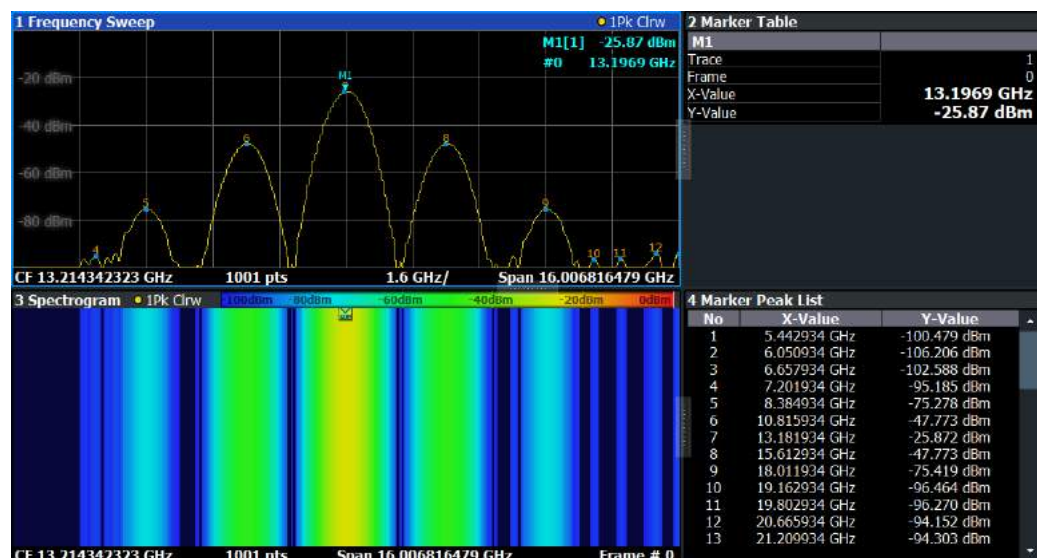 1 Frequency Sweep
1Pk Clrw
M1[1] -25.87 dBm
#0 13.1969 GHz
M1
-20 dBm
-40 dBm
-60 dBm
-80 dBm
4
5
6
8
9
10
11
12
CF 13.214342323 GHz 1001 pts 1.6 GHz/ Span 16.006816479 GHz
2 Marker Table
M1
Trace 1
Frame 0
X-Value 13.1969 GHz
Y-Value -25.87 dBm
3 Spectrogram 1Pk Clrw -100dBm -80dBm -60dBm -40dBm -20dBm 0dBm
CF 13.214342323 GHz 1001 pts Span 16.006816479 GHz Frame # 0
4 Marker Peak List
No X-Value Y-Value
1 5.442934 GHz -100.479 dBm
2 6.050934 GHz -106.206 dBm
3 6.657934 GHz -102.588 dBm
4 7.201934 GHz -95.185 dBm
5 8.384934 GHz -75.278 dBm
6 10.815934 GHz -47.773 dBm
7 13.181934 GHz -25.872 dBm
8 15.612934 GHz -47.773 dBm
9 18.011934 GHz -75.419 dBm
10 19.162934 GHz -96.464 dBm
11 19.802934 GHz -96.270 dBm
12 20.665934 GHz -94.152 dBm
13 21.209934 GHz -94.303 dBm